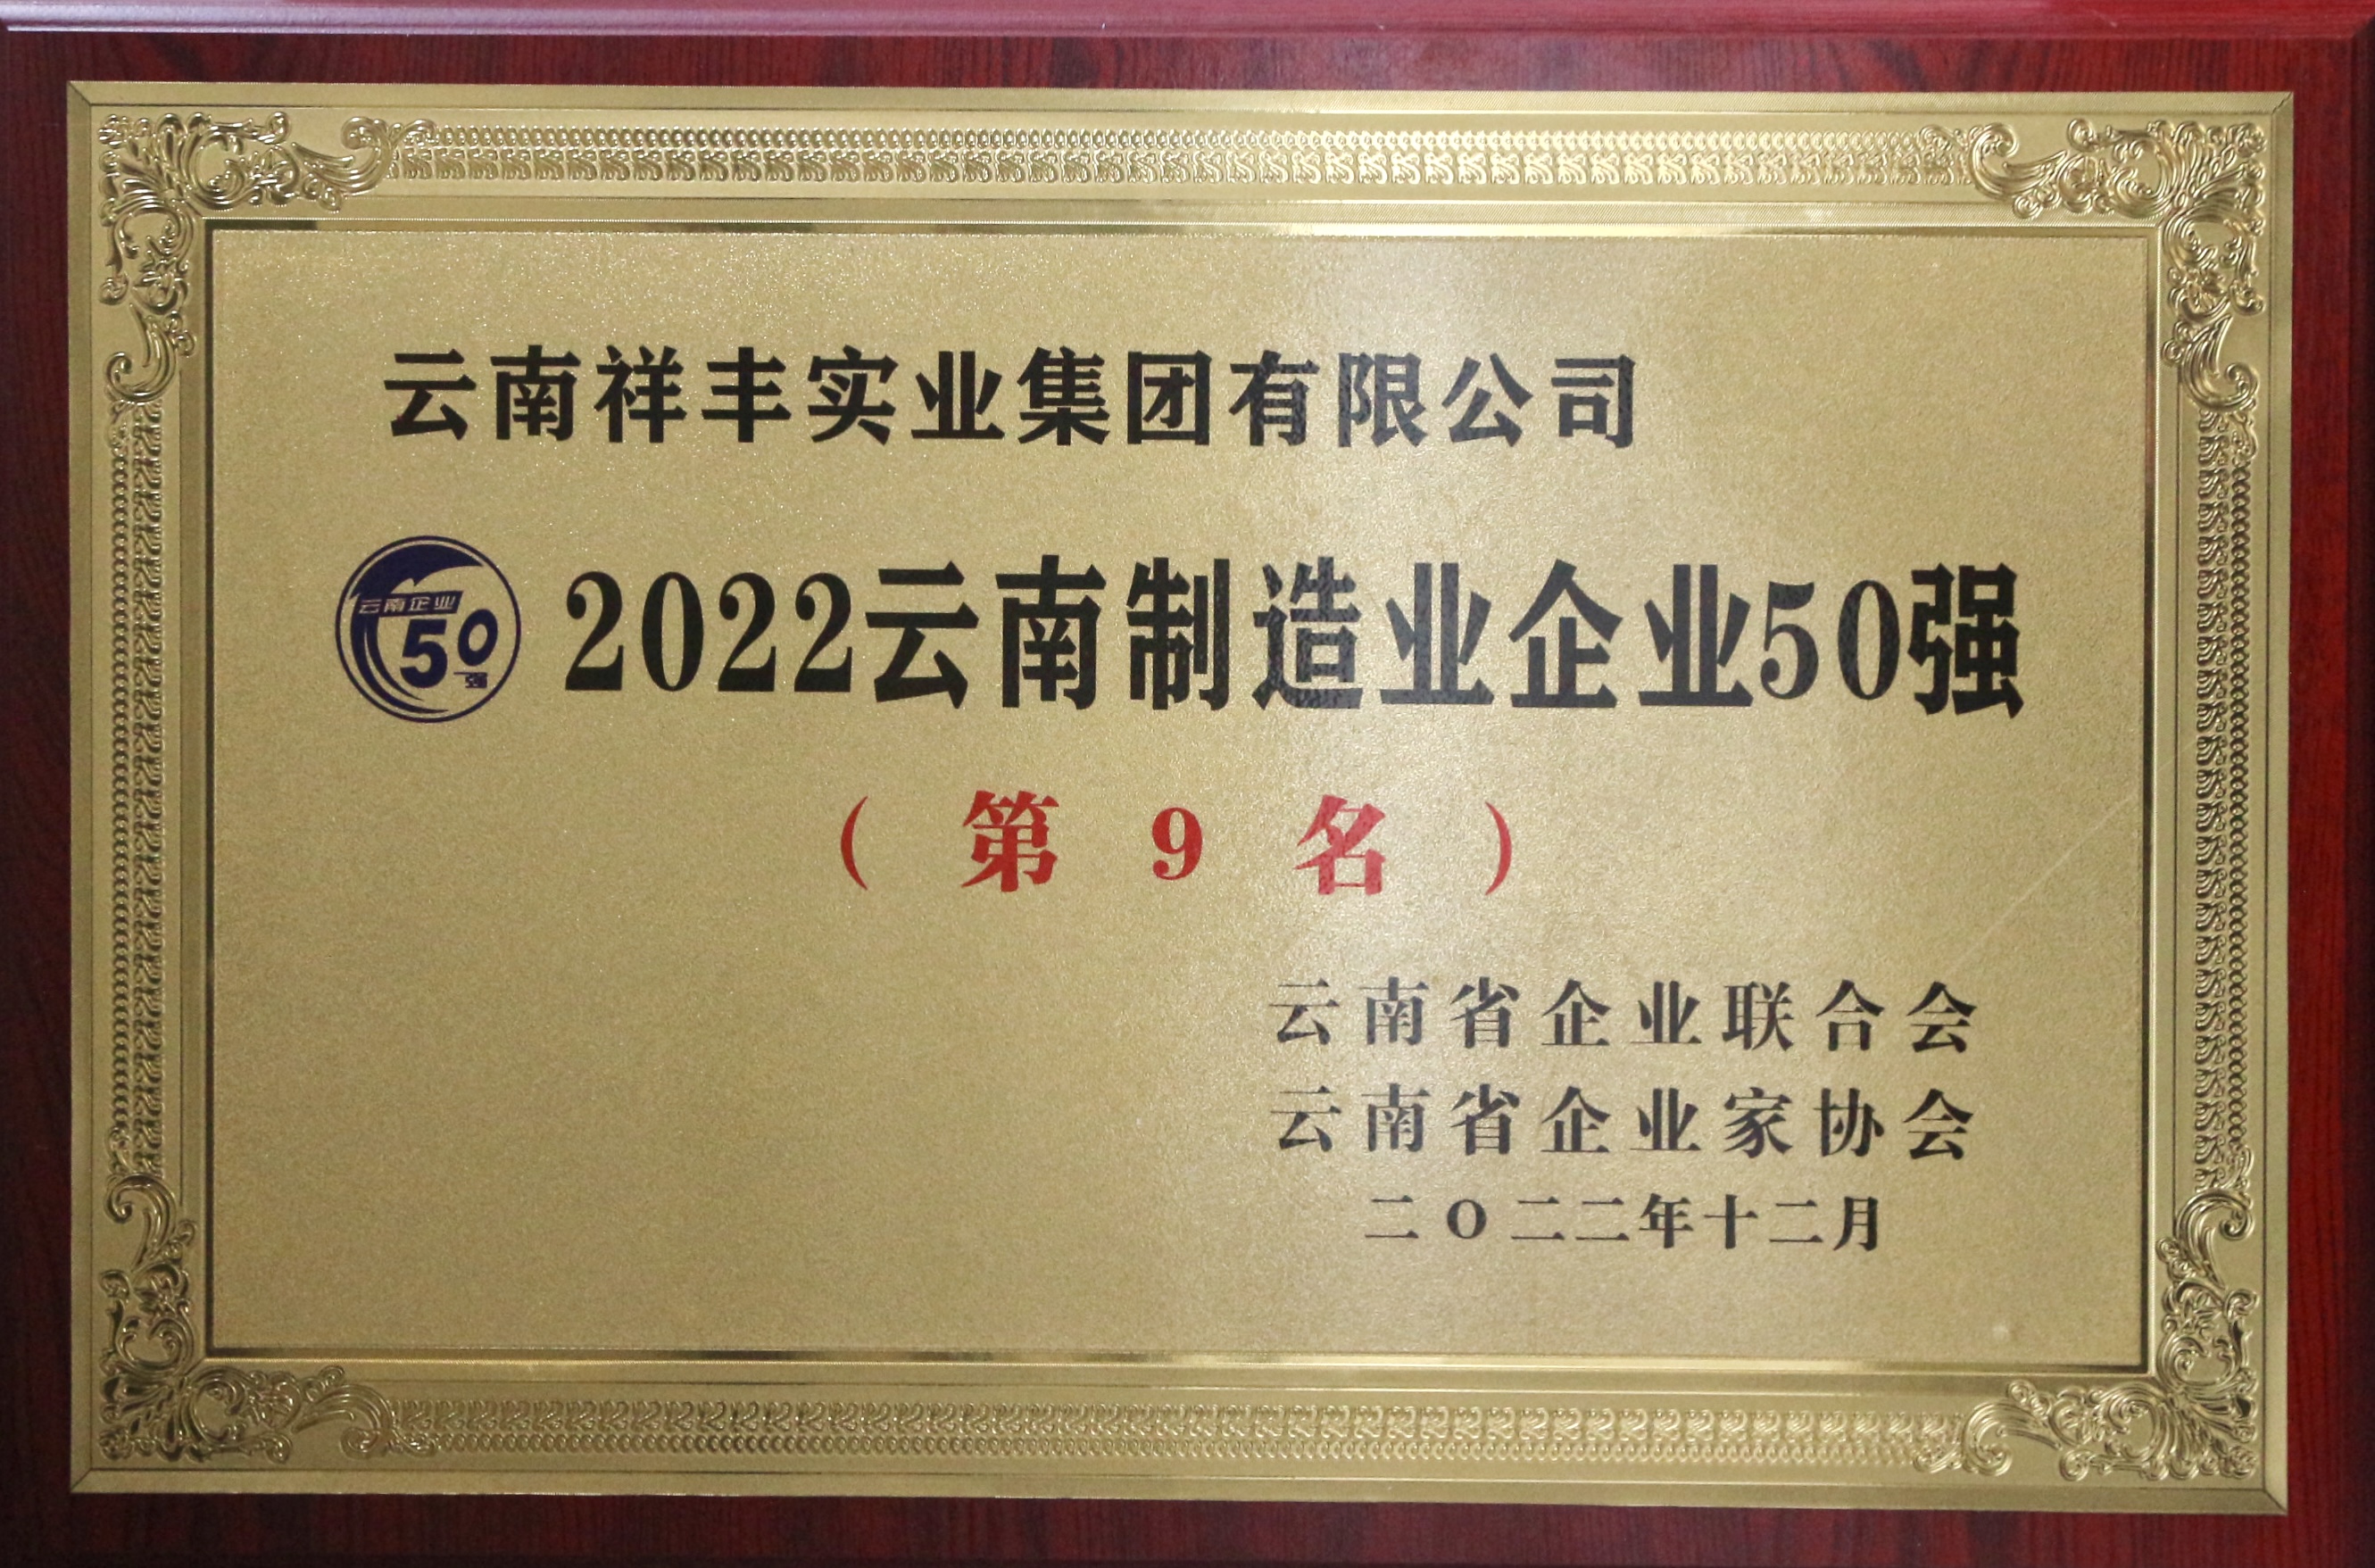 云南祥丰实业集团有限公司
云南企业
50强
2022云南制造业企业50强
（第9名）
云南省企业联合会
云南省企业家协会
二O二二年十二月